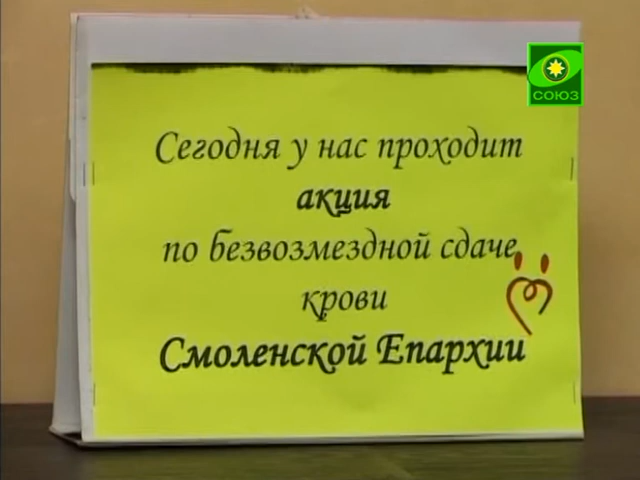 СОЮЗ
Сегодня у нас проходит
акция
по безвозмездной сдаче
крови
Смоленской Епархии